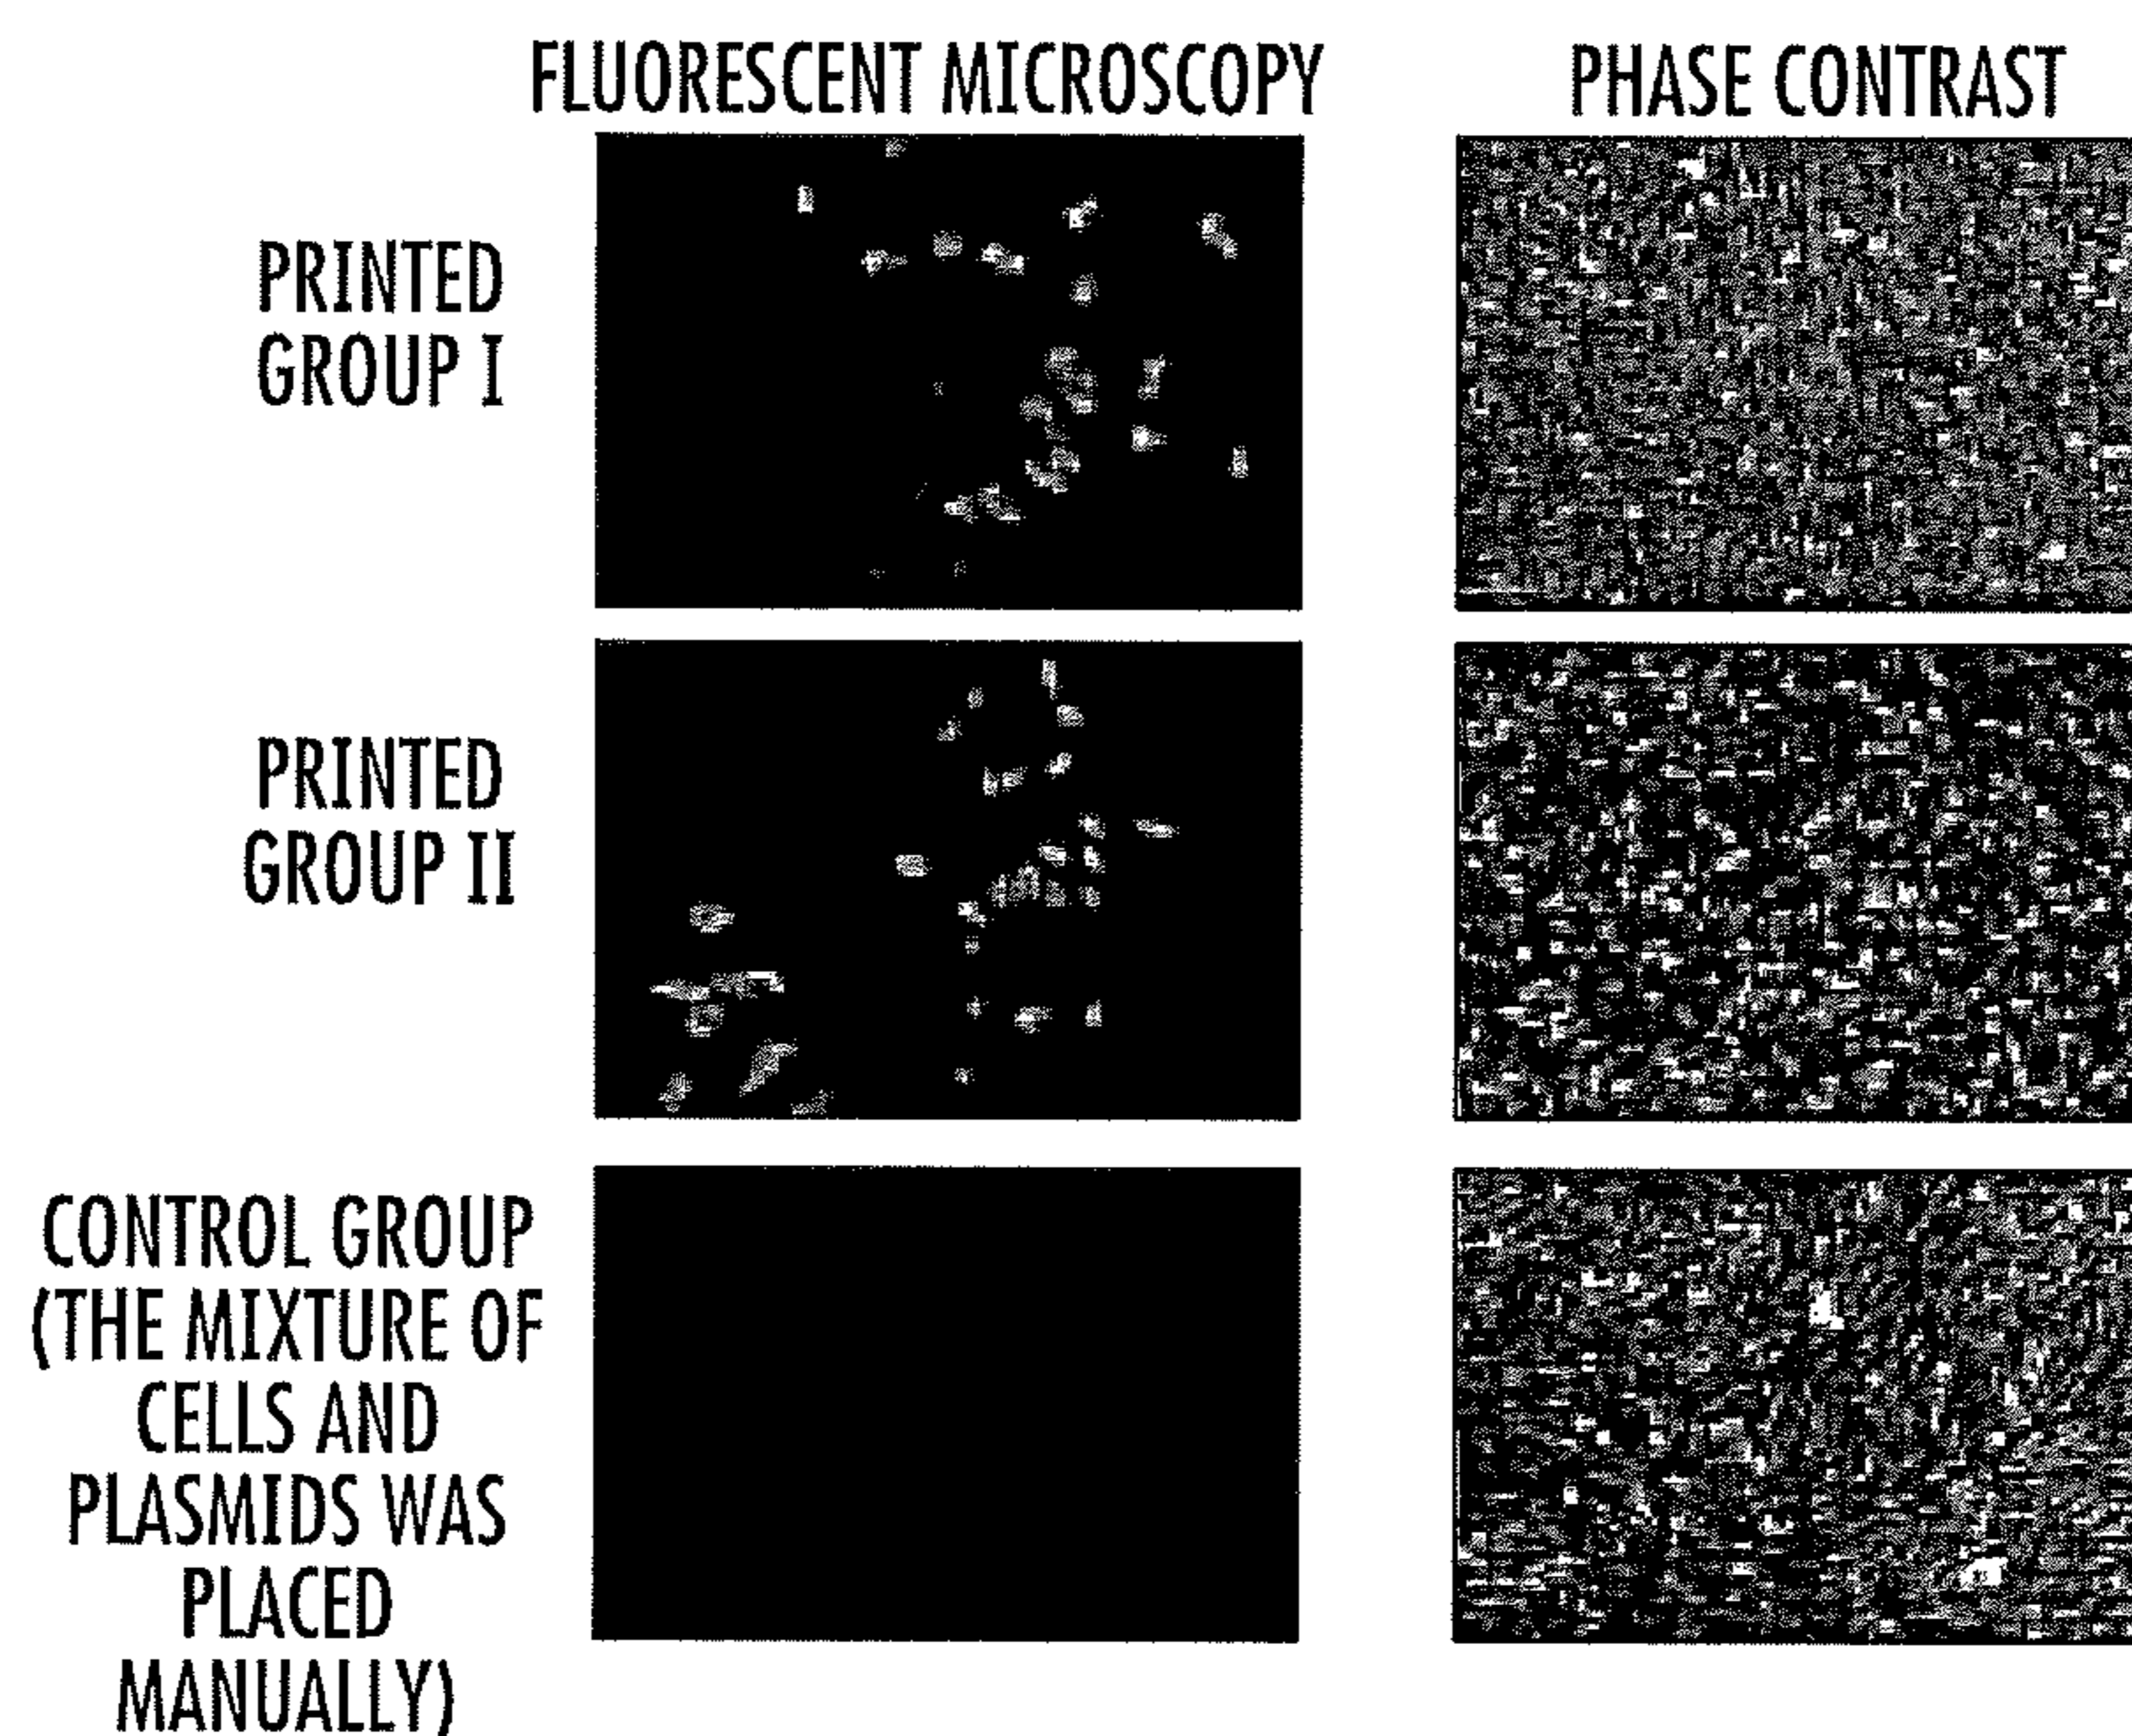 FLUORESCENT MICROSCOPY
PHASE CONTRAST
PRINTED
GROUP I
PRINTED
GROUP II
CONTROL GROUP
(THE MIXTURE OF
CELLS AND
PLASMIDS WAS
PLACED
MANUALLY)